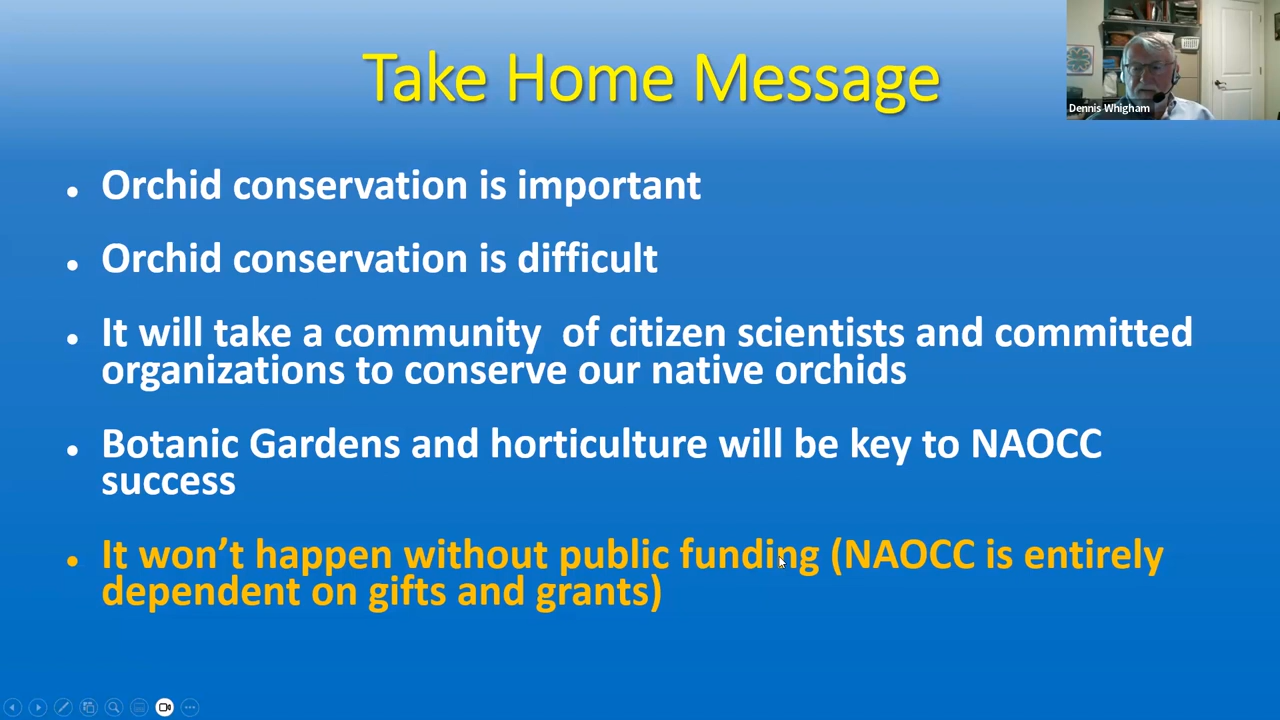 Take Home Message
Dennis Whigham
Orchid conservation is important
Orchid conservation is difficult
It will take a community  of citizen scientists and committed
organizations to conserve our native orchids
Botanic Gardens and horticulture will be key to NAOCC
success
It won’t happen without public funding (NAOCC is entirely
dependent on gifts and grants)